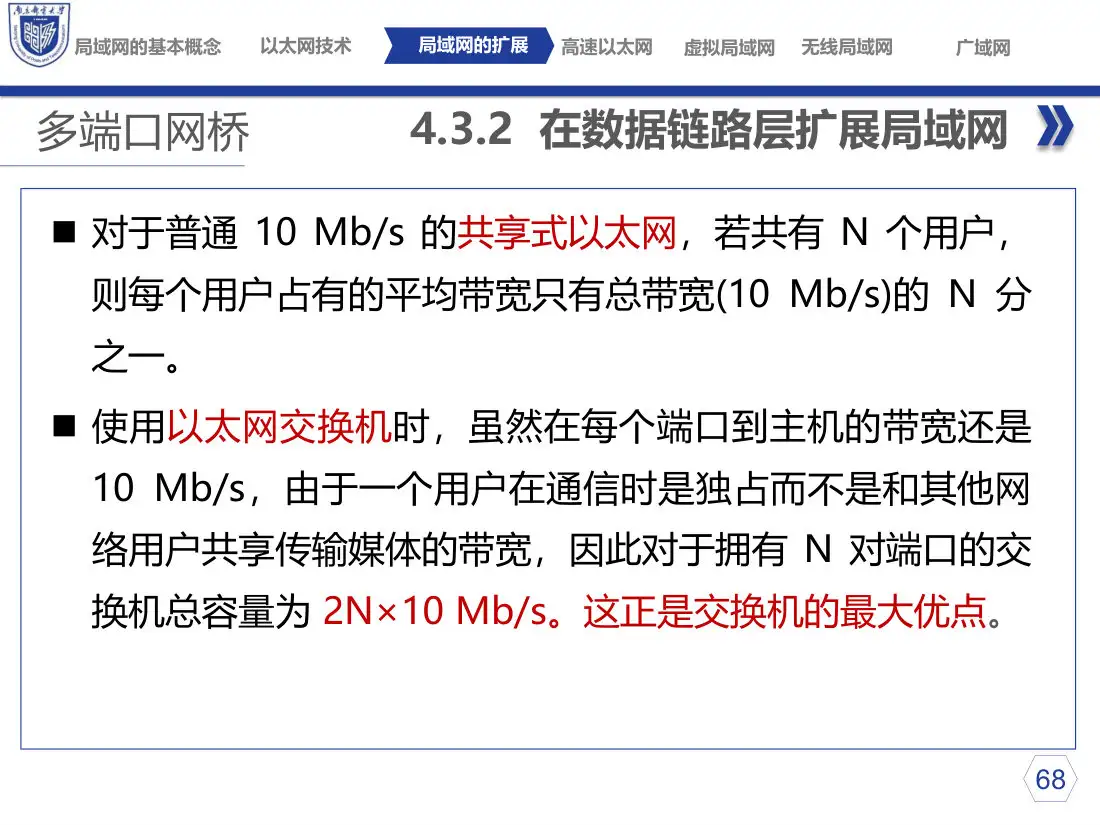 局域网的基本概念 以太网技术 局域网的扩展 高速以太网 虚拟局域网 无线局域网 广域网
多端口网桥 4.3.2 在数据链路层扩展局域网
■ 对于普通 10 Mb/s 的共享式以太网，若共有 N 个用户，
则每个用户占有的平均带宽只有总带宽(10 Mb/s)的 N 分
之一。
■ 使用以太网交换机时，虽然在每个端口到主机的带宽还是
10 Mb/s，由于一个用户在通信时是独占而不是和其他网
络用户共享传输媒体的带宽，因此对于拥有 N 对端口的交
换机总容量为 2N×10 Mb/s。这正是交换机的最大优点。
68